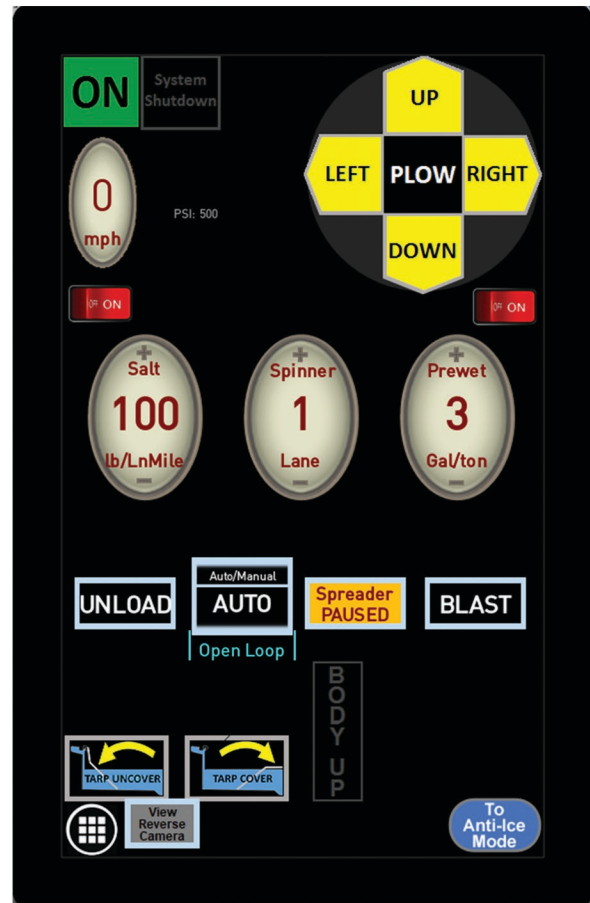 ON
System
Shutdown
UP
LEFT
PLOW
RIGHT
DOWN
0
mph
PSI: 500
OFF ON
OFF ON
+
Salt
100
lb/LnMile
−
+
Spinner
1
Lane
−
+
Prewet
3
Gal/ton
−
UNLOAD
Auto/Manual
AUTO
Open Loop
Spreader
PAUSED
BLAST
BODY UP
TARP UNCOVER
TARP COVER
View
Reverse
Camera
To
Anti-Ice
Mode